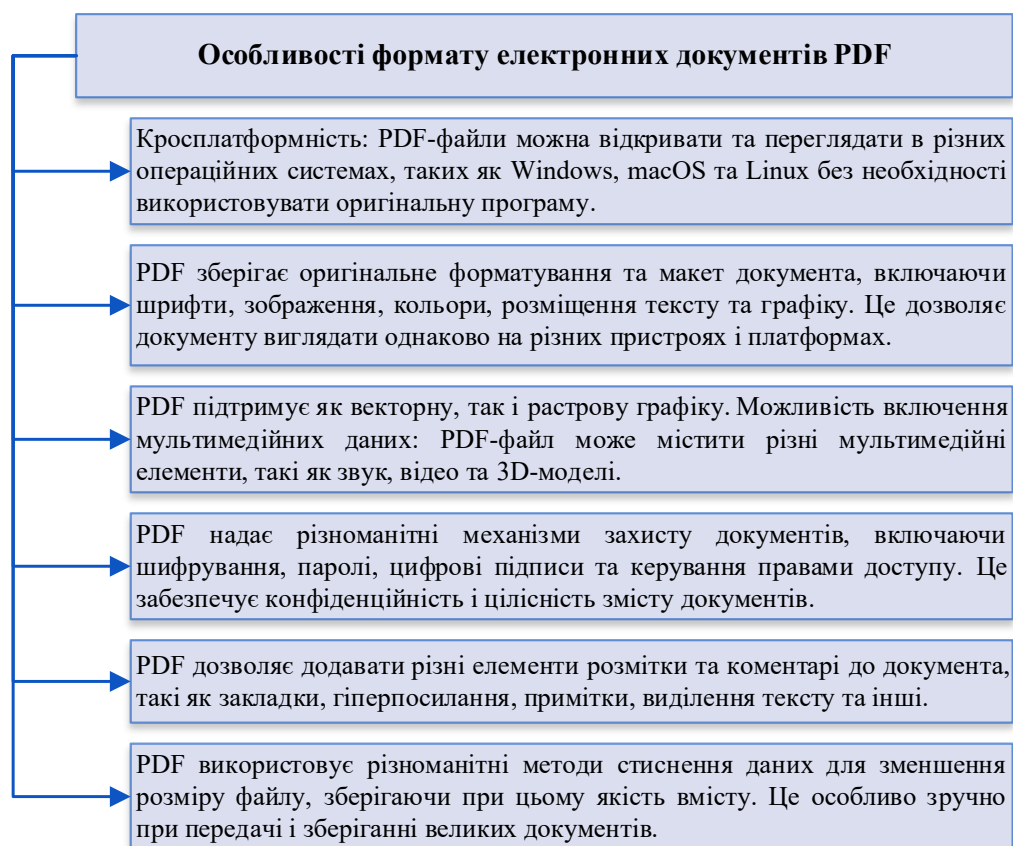 Особливості формату електронних документів PDF
Кросплатформність: PDF-файли можна відкривати та переглядати в різних
операційних системах, таких як Windows, macOS та Linux без необхідності
використовувати оригінальну програму.
PDF зберігає оригінальне форматування та макет документа, включаючи
шрифти, зображення, кольори, розміщення тексту та графіку. Це дозволяє
документу виглядати однаково на різних пристроях і платформах.
PDF підтримує як векторну, так і растрову графіку. Можливість включення
мультимедійних даних: PDF-файл може містити різні мультимедійні
елементи, такі як звук, відео та 3D-моделі.
PDF надає різноманітні механізми захисту документів, включаючи
шифрування, паролі, цифрові підписи та керування правами доступу. Це
забезпечує конфіденційність і цілісність змісту документів.
PDF дозволяє додавати різні елементи розмітки та коментарі до документа,
такі як закладки, гіперпосилання, примітки, виділення тексту та інші.
PDF використовує різноманітні методи стиснення даних для зменшення
розміру файлу, зберігаючи при цьому якість вмісту. Це особливо зручно
при передачі і зберіганні великих документів.